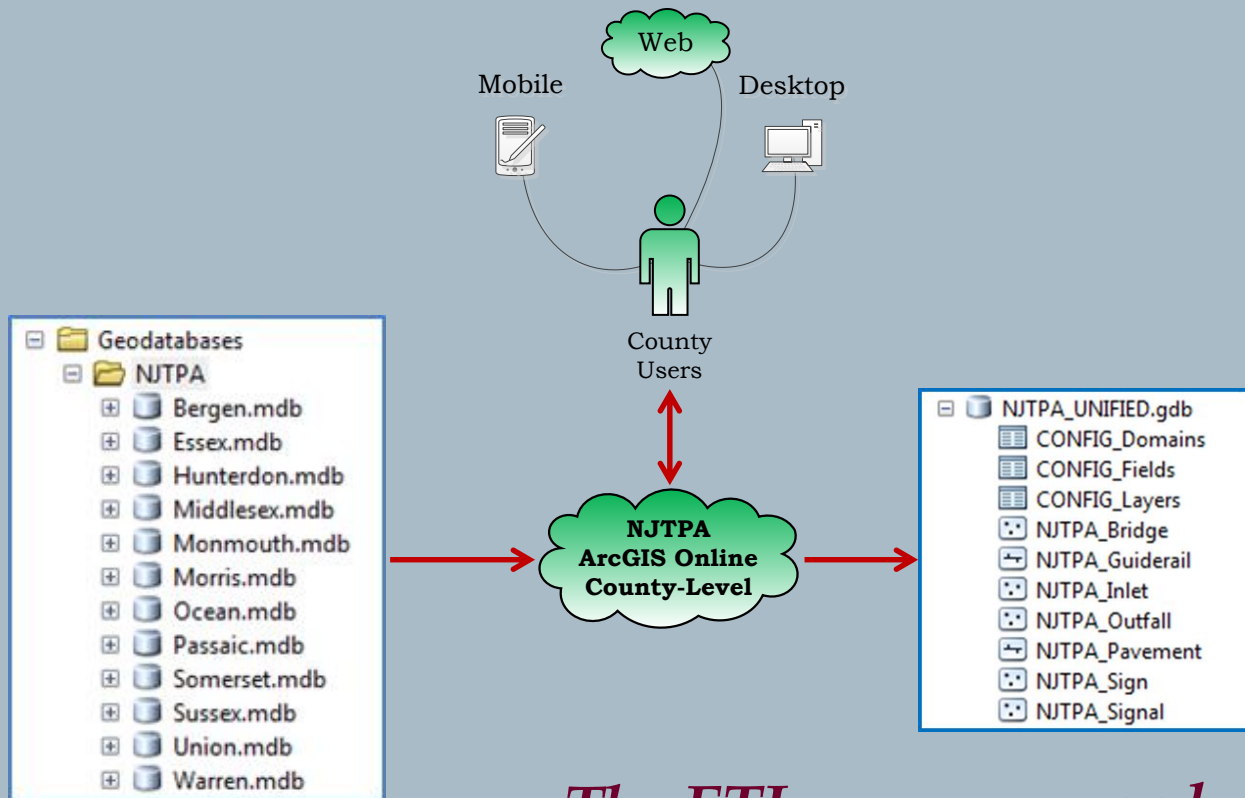 Web
Mobile
Desktop
County
Users
Geodatabases
NJTPA
Bergen.mdb
Essex.mdb
Hunterdon.mdb
Middlesex.mdb
Monmouth.mdb
Morris.mdb
Ocean.mdb
Passaic.mdb
Somerset.mdb
Sussex.mdb
Union.mdb
Warren.mdb
NJTPA
ArcGIS Online
County-Level
NJTPA_UNIFIED.gdb
CONFIG_Domains
CONFIG_Fields
CONFIG_Layers
NJTPA_Bridge
NJTPA_Guiderail
NJTPA_Inlet
NJTPA_Outfall
NJTPA_Pavement
NJTPA_Sign
NJTPA_Signal
The ETL